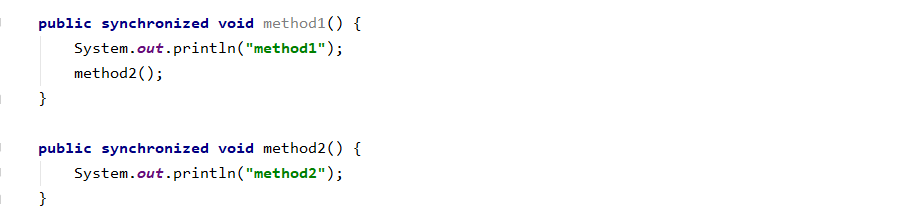 public synchronized void method1() {
    System.out.println("method1");
    method2();
}

public synchronized void method2() {
    System.out.println("method2");
}